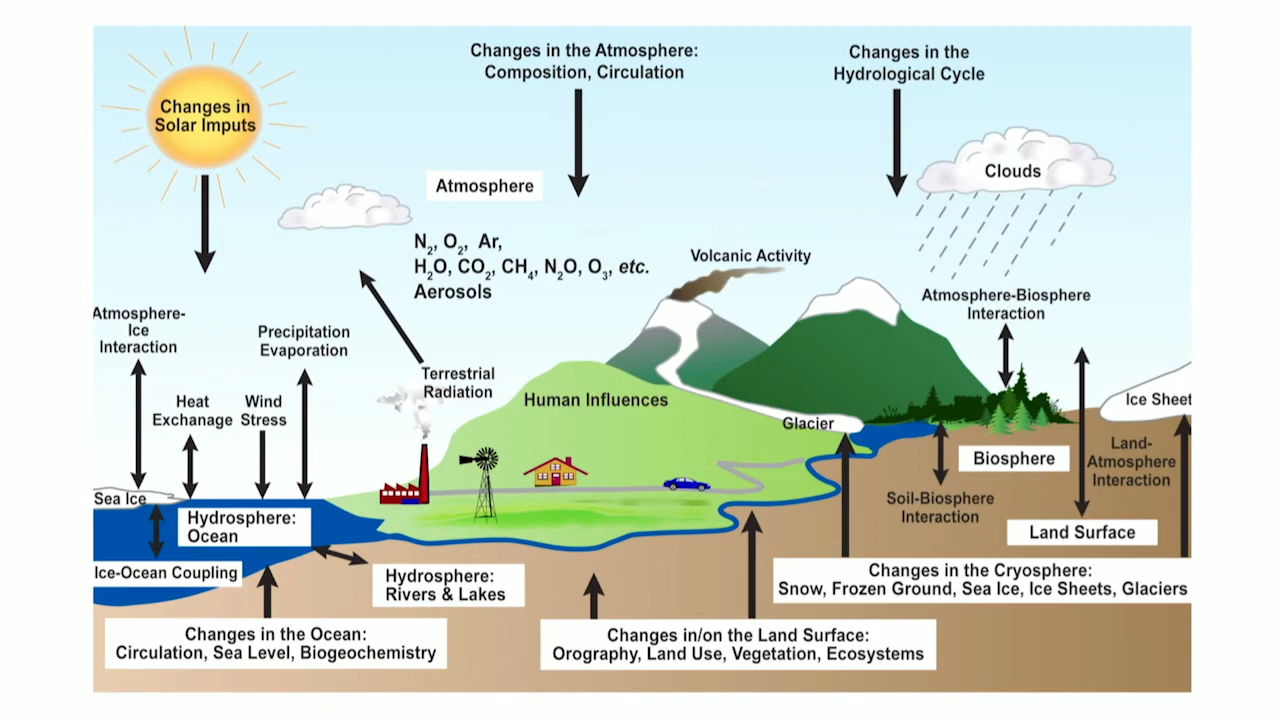 Changes in the Atmosphere:
Composition, Circulation
Changes in the
Hydrological Cycle
Changes in
Solar Imputs
Clouds
Atmosphere
N₂, O₂, Ar,
H₂O, CO₂, CH₄, N₂O, O₃, etc.
Aerosols
Volcanic Activity
Atmosphere-Biosphere
Interaction
Atmosphere-
Ice
Interaction
Precipitation
Evaporation
Terrestrial
Radiation
Heat
Exchanage
Wind
Stress
Human Influences
Glacier
Ice Sheet
Land-
Atmosphere
Interaction
Biosphere
Soil-Biosphere
Interaction
Land Surface
Sea Ice
Hydrosphere:
Ocean
Ice-Ocean Coupling
Hydrosphere:
Rivers & Lakes
Changes in the Cryosphere:
Snow, Frozen Ground, Sea Ice, Ice Sheets, Glaciers
Changes in the Ocean:
Circulation, Sea Level, Biogeochemistry
Changes in/on the Land Surface:
Orography, Land Use, Vegetation, Ecosystems